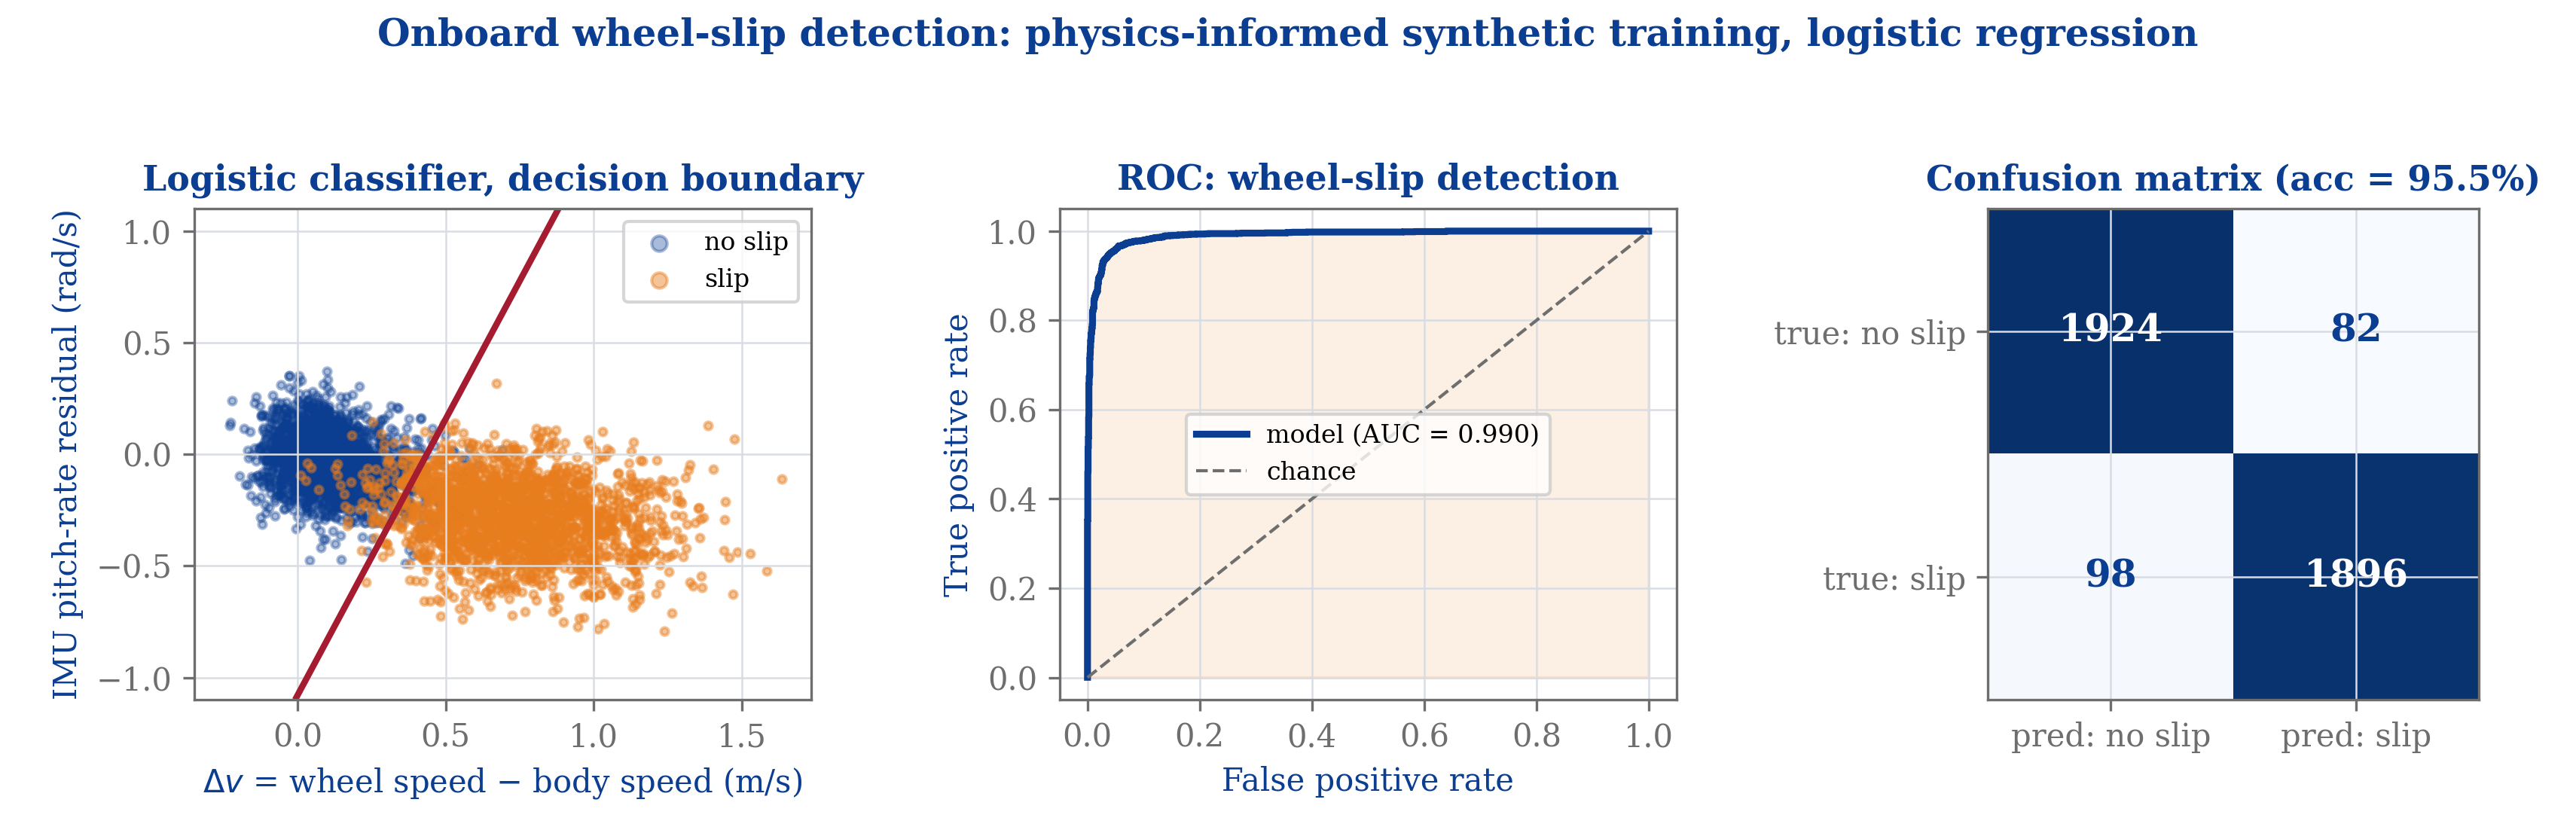 Onboard wheel-slip detection: physics-informed synthetic training, logistic regression
Logistic classifier, decision boundary
IMU pitch-rate residual (rad/s)
1.0
0.5
0.0
−0.5
−1.0
no slip
slip
0.0 0.5 1.0 1.5
Δv = wheel speed − body speed (m/s)
ROC: wheel-slip detection
True positive rate
1.0
0.8
0.6
0.4
0.2
0.0
model (AUC = 0.990)
chance
0.0 0.2 0.4 0.6 0.8 1.0
False positive rate
Confusion matrix (acc = 95.5%)
true: no slip 1924 82
true: slip 98 1896
pred: no slip pred: slip